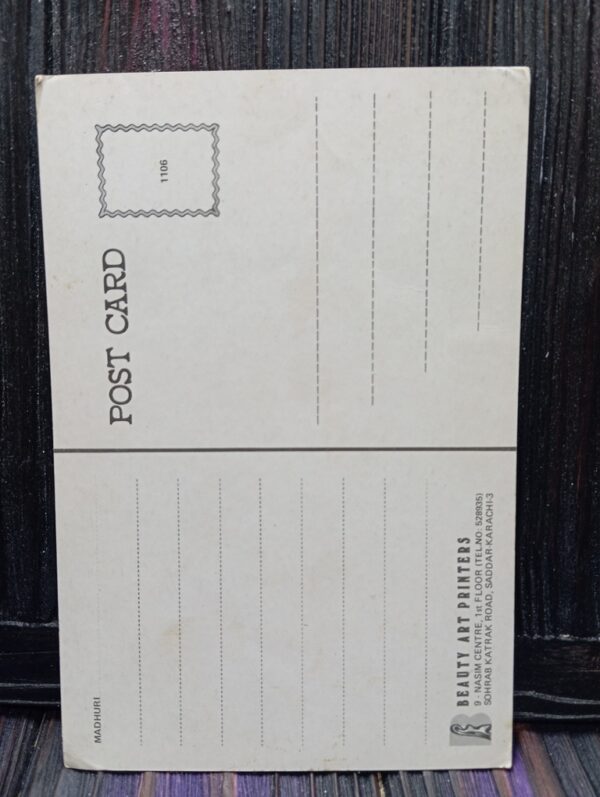 MADHURI
POST CARD
1106
BEAUTY ART PRINTERS
9 - NASIM CENTRE, 1st FLOOR (TEL.NO: 528935)
SOHRAB KATRAK ROAD, SADDAR-KARACHI-3